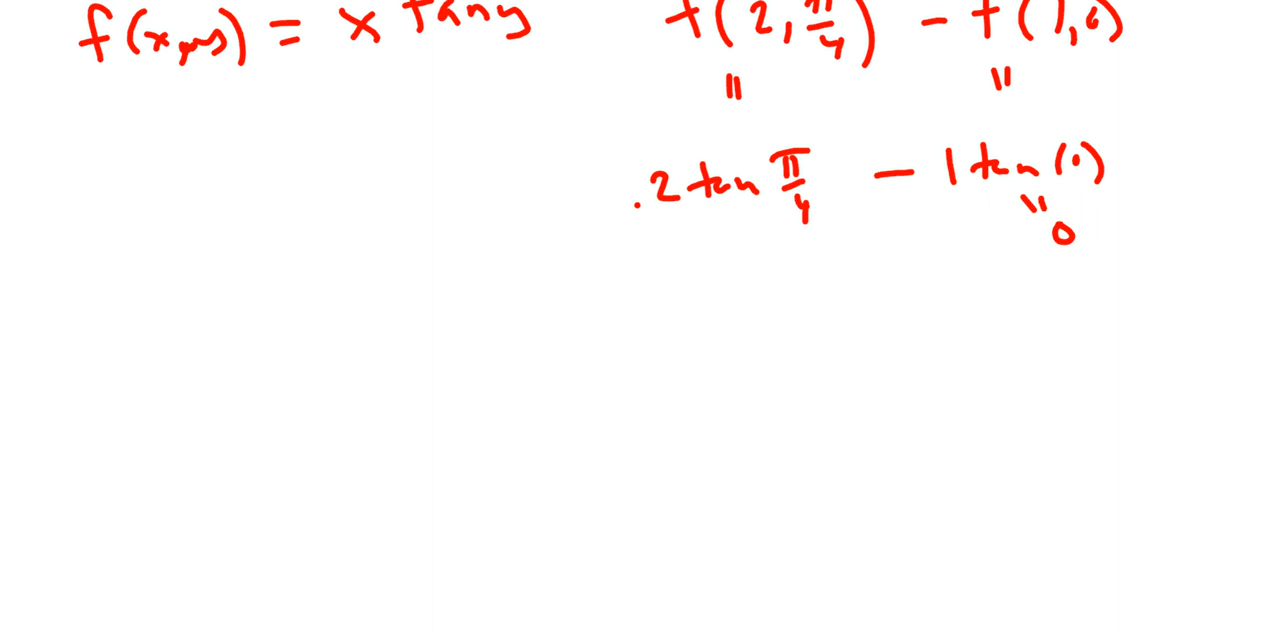 f(x,y) = x tan y f(2, π/4) - f(1,0)
|| ||
2 tan π/4 - 1 tan(0)
||
0